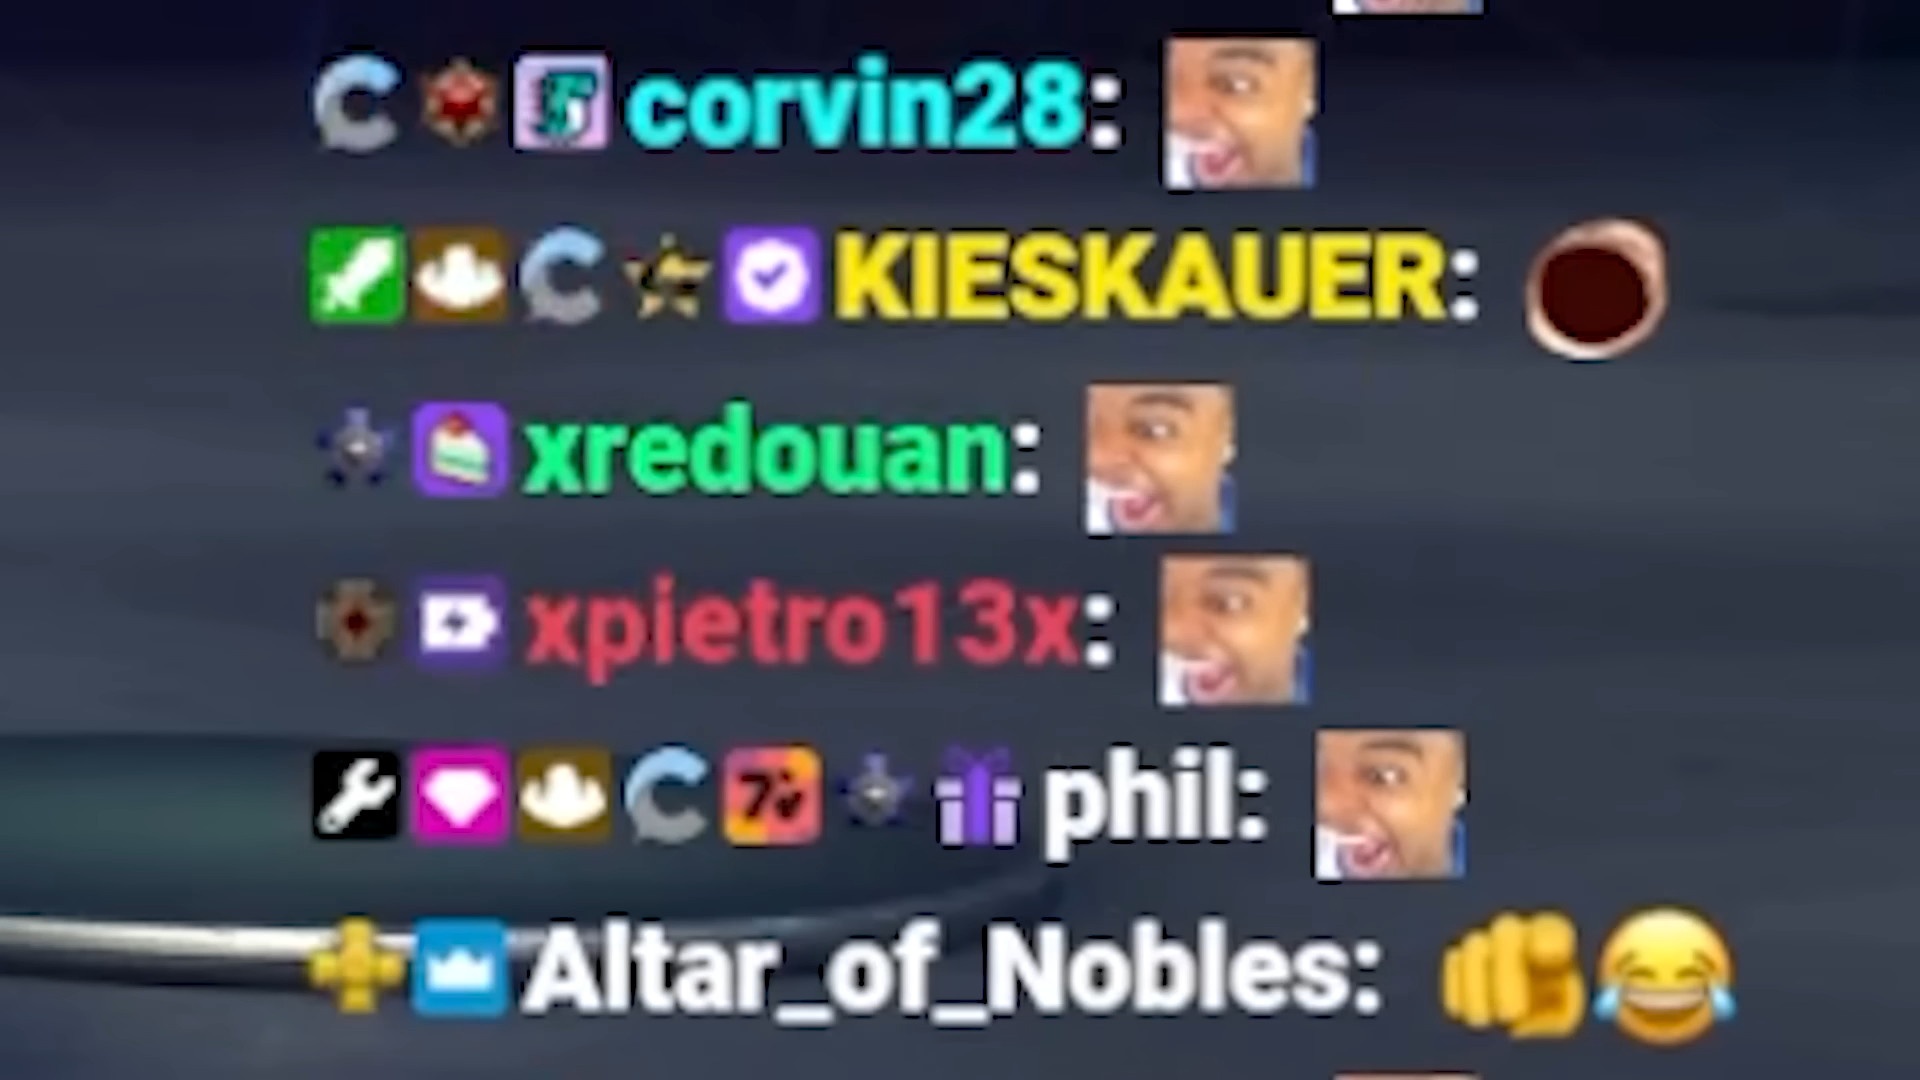 corvin28:
KIESKAUER:
xredouan:
xpietro13x:
phil:
Altar_of_Nobles: 🫵😂